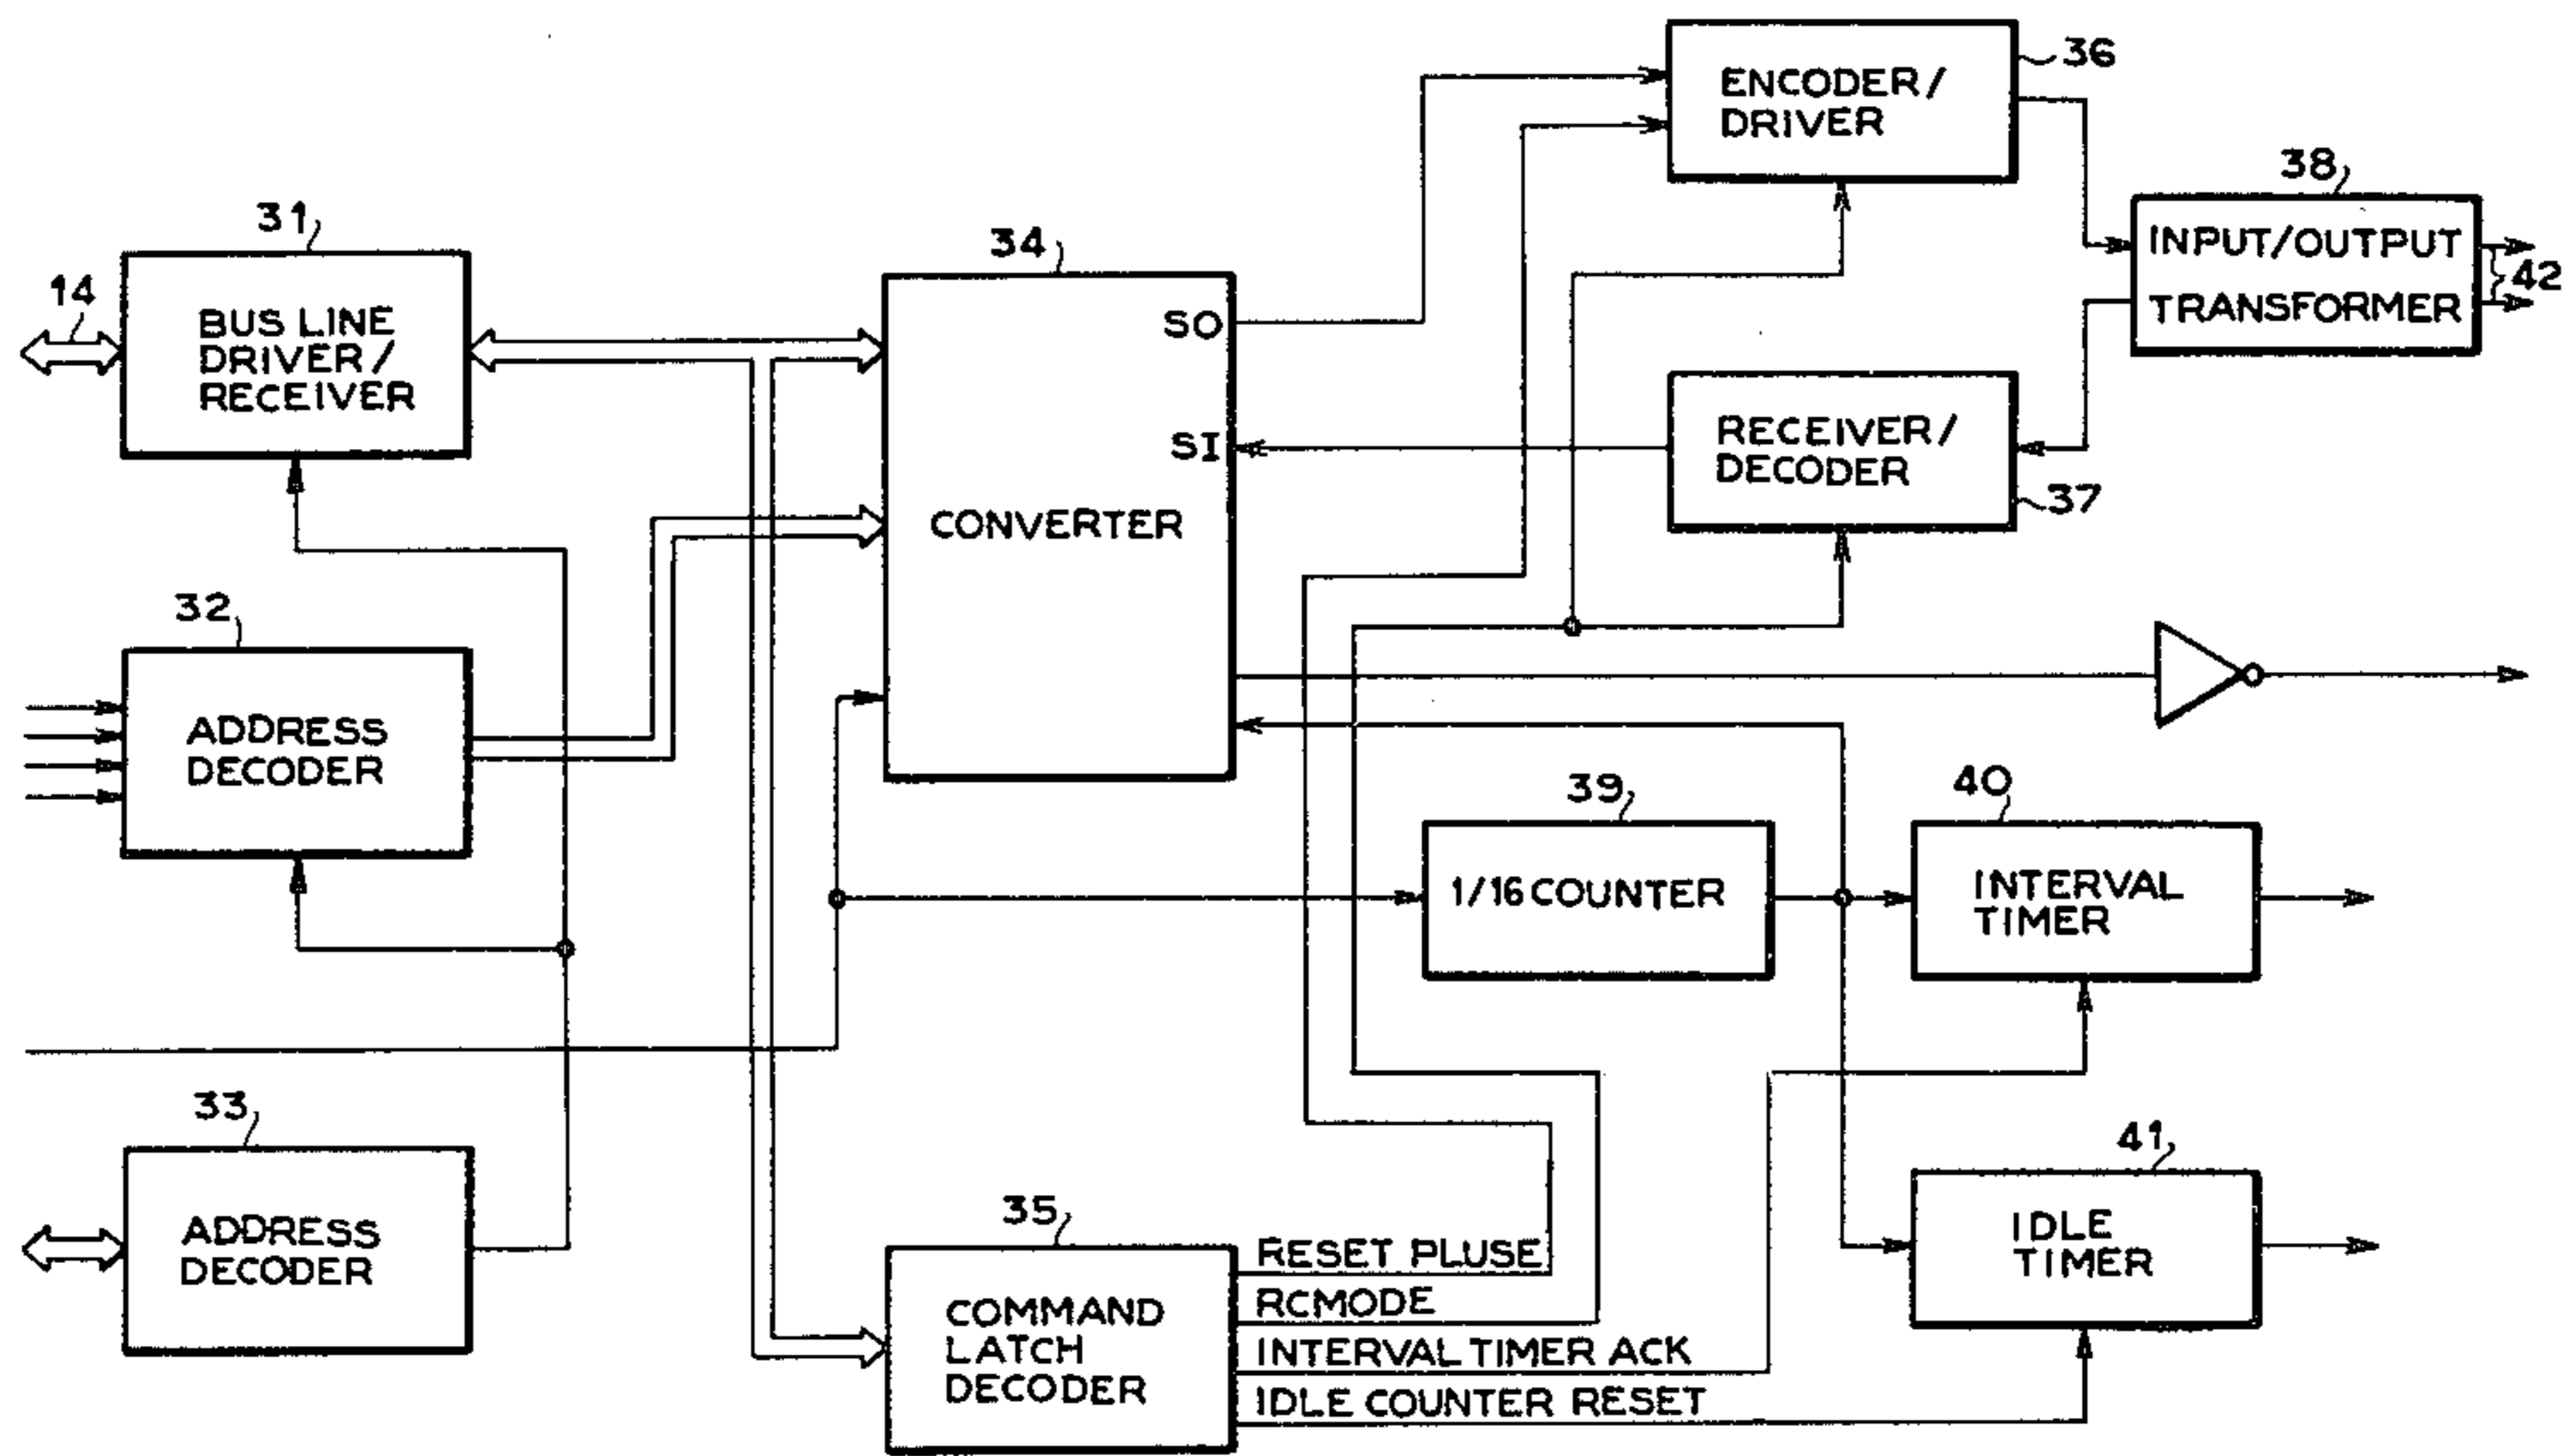 36
ENCODER/
DRIVER
38
INPUT/OUTPUT
TRANSFORMER
42
31
14
BUS LINE
DRIVER/
RECEIVER
34
SO
SI
CONVERTER
RECEIVER/
DECODER
37
32
ADDRESS
DECODER
39
1/16 COUNTER
40
INTERVAL
TIMER
33
ADDRESS
DECODER
35
COMMAND
LATCH
DECODER
RESET PLUSE
RCMODE
INTERVAL TIMER ACK
IDLE COUNTER RESET
41
IDLE
TIMER